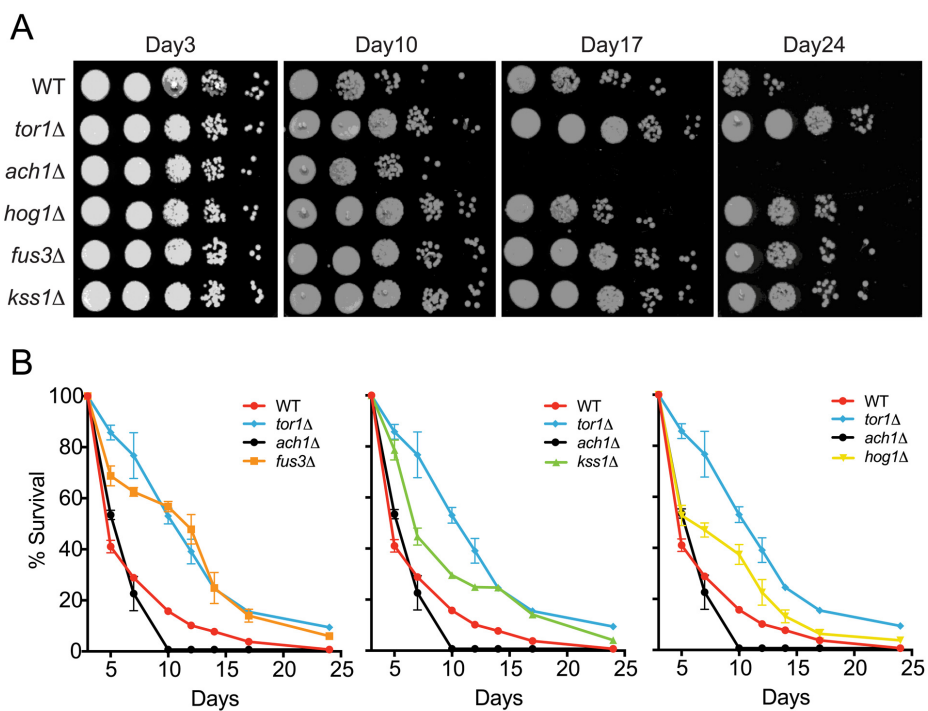 A
Day3 Day10 Day17 Day24
WT
tor1Δ
ach1Δ
hog1Δ
fus3Δ
kss1Δ
B
% Survival
100
80
60
40
20
0
WT
tor1Δ
ach1Δ
fus3Δ
5 10 15 20 25
Days
WT
tor1Δ
ach1Δ
kss1Δ
5 10 15 20 25
Days
WT
tor1Δ
ach1Δ
hog1Δ
5 10 15 20 25
Days